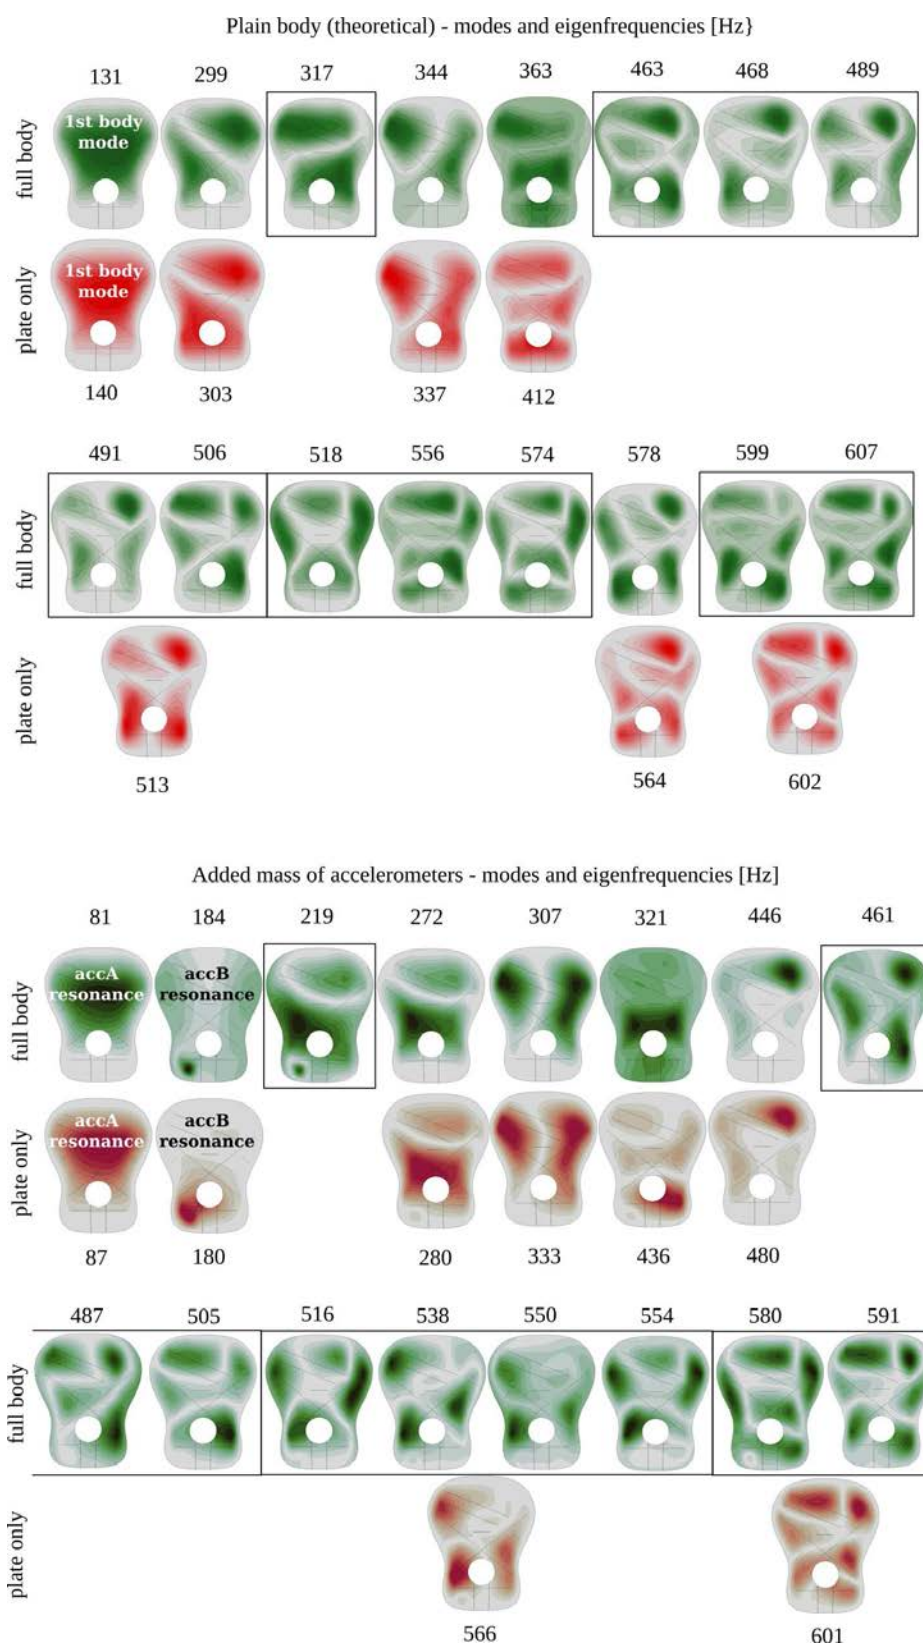 Plain body (theoretical) - modes and eigenfrequencies [Hz}
131 299 317 344 363 463 468 489
full body
1st body
mode
plate only
1st body
mode
140 303 337 412
491 506 518 556 574 578 599 607
full body
plate only
513 564 602
Added mass of accelerometers - modes and eigenfrequencies [Hz]
81 184 219 272 307 321 446 461
full body
accA
resonance
accB
resonance
plate only
accA
resonance
accB
resonance
87 180 280 333 436 480
487 505 516 538 550 554 580 591
full body
plate only
566 601